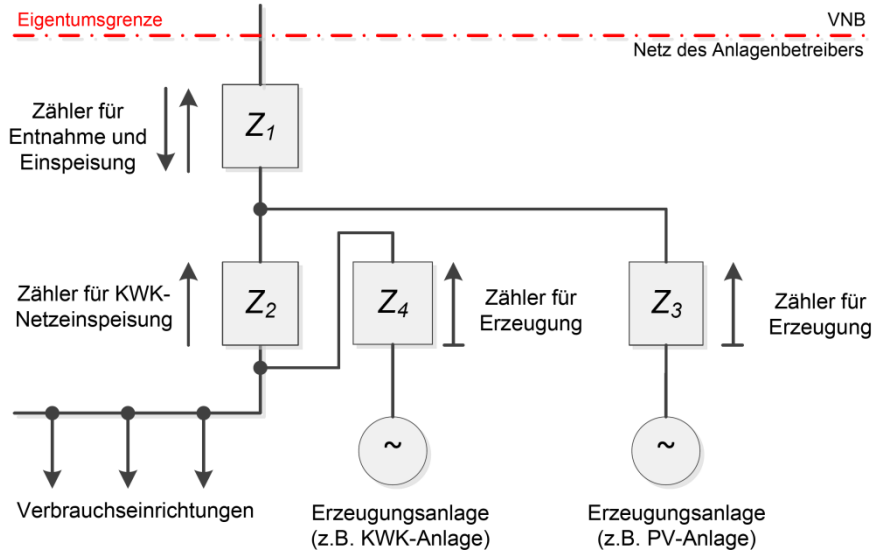 Eigentumsgrenze
VNB
Netz des Anlagenbetreibers
Zähler für
Entnahme und
Einspeisung
Z1
Zähler für KWK-
Netzeinspeisung
Z2
Z4
Zähler für
Erzeugung
Z3
Zähler für
Erzeugung
~
~
Verbrauchseinrichtungen
Erzeugungsanlage
(z.B. KWK-Anlage)
Erzeugungsanlage
(z.B. PV-Anlage)